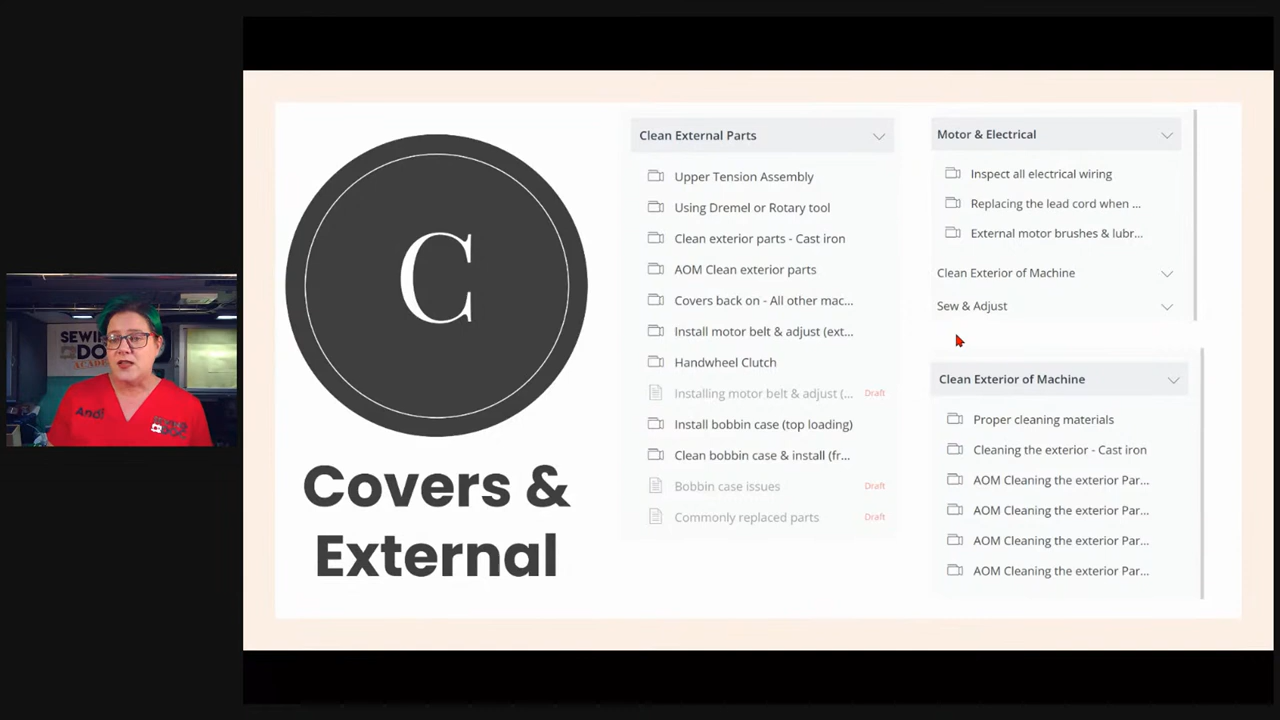 SEWI
DO
ACADE
Andi
C
Covers &
External
Clean External Parts
Upper Tension Assembly
Using Dremel or Rotary tool
Clean exterior parts - Cast iron
AOM Clean exterior parts
Covers back on - All other mac...
Install motor belt & adjust (ext...
Handwheel Clutch
Installing motor belt & adjust (... Draft
Install bobbin case (top loading)
Clean bobbin case & install (fr...
Bobbin case issues Draft
Commonly replaced parts Draft
Motor & Electrical
Inspect all electrical wiring
Replacing the lead cord when ...
External motor brushes & lubr...
Clean Exterior of Machine
Sew & Adjust
Clean Exterior of Machine
Proper cleaning materials
Cleaning the exterior - Cast iron
AOM Cleaning the exterior Par...
AOM Cleaning the exterior Par...
AOM Cleaning the exterior Par...
AOM Cleaning the exterior Par...